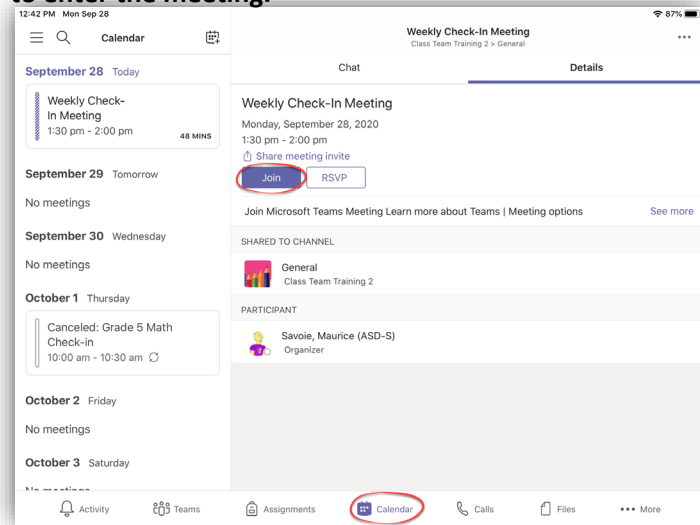 to enter the meeting.
12:42 PM Mon Sep 28
87%
Calendar
September 28 Today
Weekly Check-
In Meeting
1:30 pm - 2:00 pm
48 MINS
September 29 Tomorrow
No meetings
September 30 Wednesday
No meetings
October 1 Thursday
Canceled: Grade 5 Math
Check-in
10:00 am - 10:30 am
October 2 Friday
No meetings
October 3 Saturday
No meetings
Weekly Check-In Meeting
Class Team Training 2 > General
Chat
Details
Weekly Check-In Meeting
Monday, September 28, 2020
1:30 pm - 2:00 pm
Share meeting invite
Join
RSVP
Join Microsoft Teams Meeting Learn more about Teams | Meeting options
See more
SHARED TO CHANNEL
General
Class Team Training 2
PARTICIPANT
Savoie, Maurice (ASD-S)
Organizer
Activity
Teams
Assignments
Calendar
Calls
Files
More